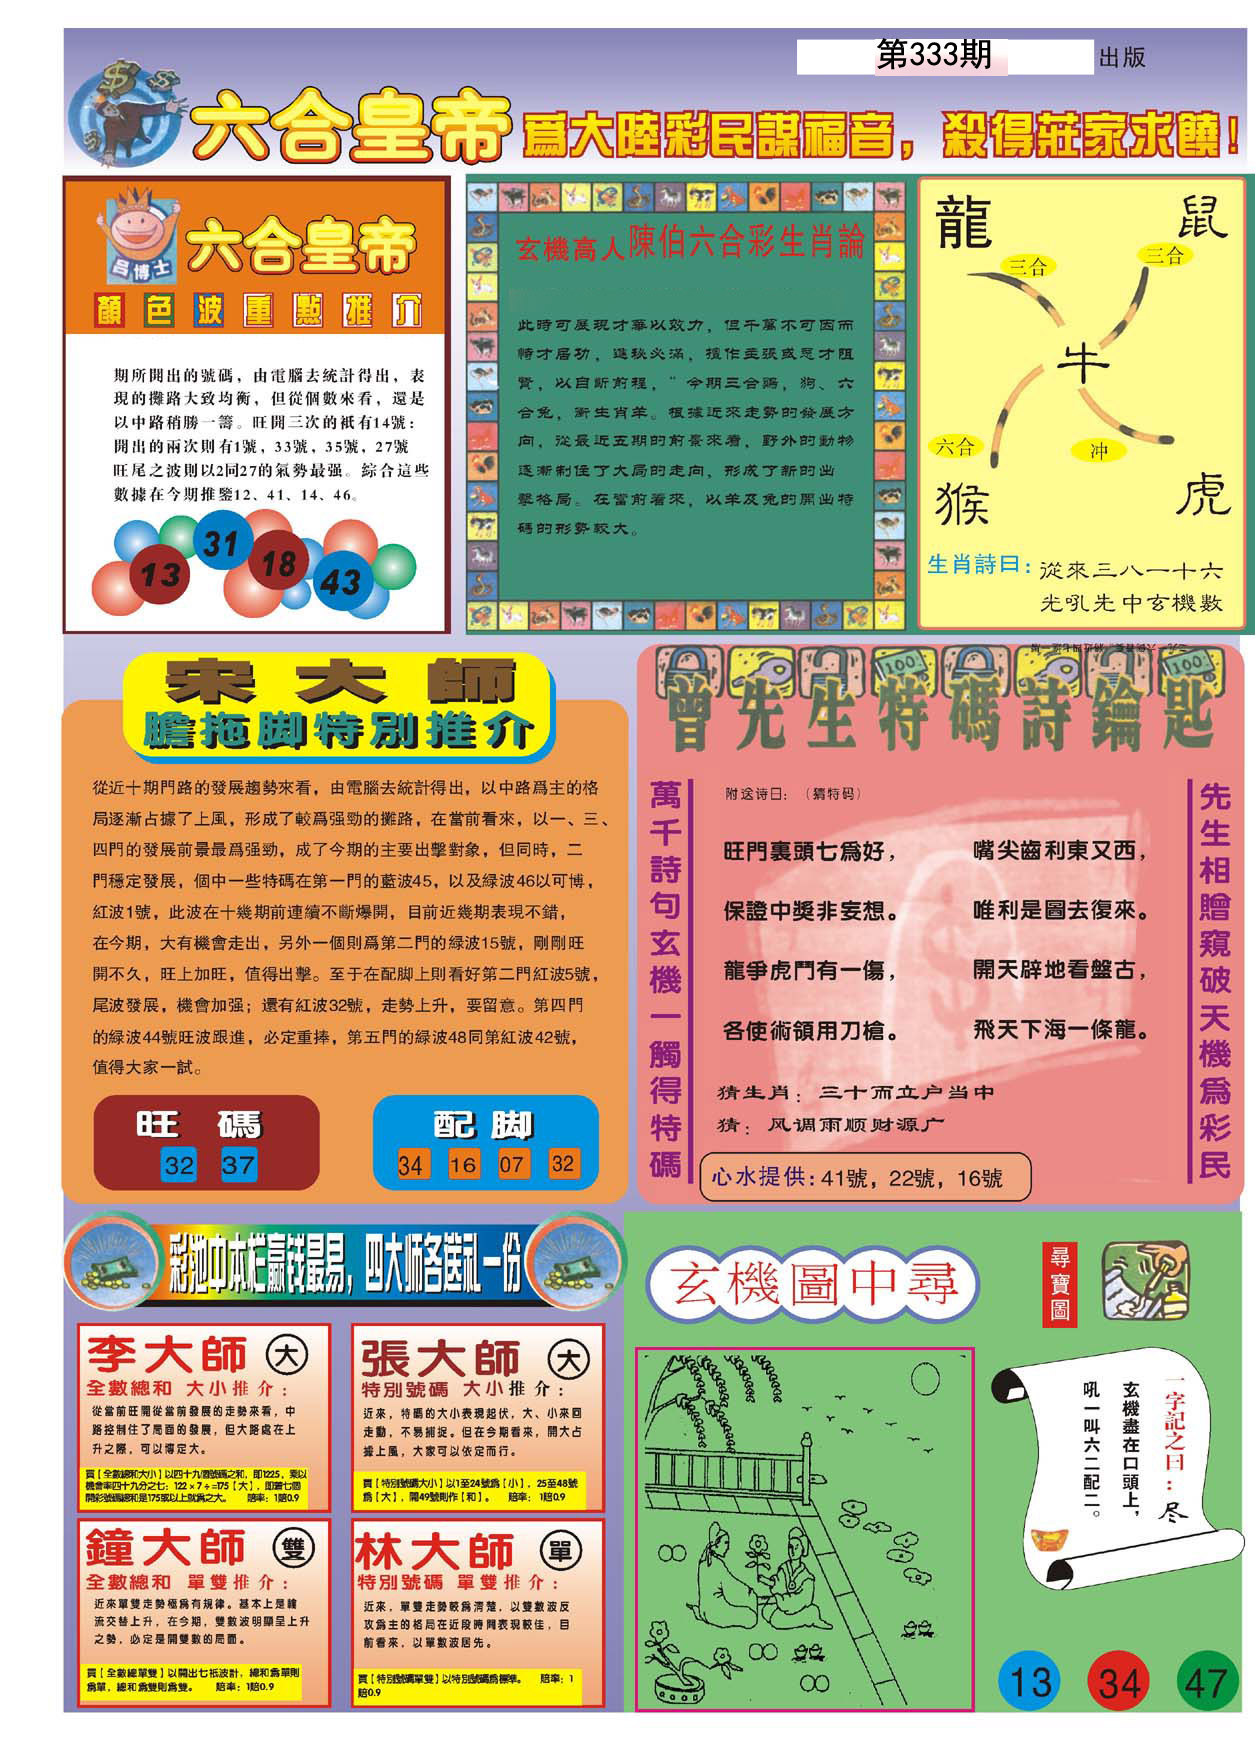 第333期
出版
六合皇帝
爲大陸彩民謀福音，殺得莊家求饒！
呂博士
六合皇帝
顏色波重點推介
期所開出的號碼，由電腦去統計得出，表
現的攤路大致均衡，但從個數來看，還是
以中路稍勝一籌。旺開三次的衹有14號：
開出的兩次則有1號，33號，35號，27號
旺尾之波則以2同27的氣勢最强。綜合這些
數據在今期推鑒12、41、14、46。
13
31
18
43
玄機高人陳伯六合彩生肖論
此時可展現才華以效力，但千萬不可因而
恃才居功，進秩必滿，擅作主張或忌才阻
賢，以自斷前程，"今期三合鷄，狗、六
合兔，衝生肖羊。根據近來走勢的發展方
向，從最近五期的前景來看，野外的動物
逐漸制住了大局的走向，形成了新的出
擊格局。在當前看來，以羊及兔的開出特
碼的形勢較大。
龍
鼠
三合
三合
牛
六合
冲
猴
虎
生肖詩曰：從來三八一十六
光吼先中玄機數
宋大師
膽拖脚特別推介
從近十期門路的發展趨勢來看，由電腦去統計得出，以中路爲主的格
局逐漸占據了上風，形成了較爲强勁的攤路，在當前看來，以一、三、
四門的發展前景最爲强勁，成了今期的主要出擊對象，但同時，二
門穩定發展，個中一些特碼在第一門的藍波45，以及緑波46以可博，
紅波1號，此波在十幾期前連續不斷爆開，目前近幾期表現不錯，
在今期，大有機會走出，另外一個則爲第二門的緑波15號，剛剛旺
開不久，旺上加旺，值得出擊。至于在配脚上則看好第二門紅波5號，
尾波發展，機會加强；還有紅波32號，走勢上升，要留意。第四門
的緑波44號旺波跟進，必定重捧，第五門的緑波48同第紅波42號，
值得大家一試。
旺碼
32 37
配脚
34 16 07 32
曾先生特碼詩鑰匙
萬千詩句玄機一觸得特碼
附送诗曰：（猜特码）
旺門裏頭七爲好，
嘴尖齒利東又西，
保證中獎非妄想。
唯利是圖去復來。
龍爭虎鬥有一傷，
開天辟地看盤古，
各使術領用刀槍。
飛天下海一條龍。
猜生肖：三十而立户当中
猜：风调雨顺财源广
心水提供：41號，22號，16號
先生相贈窺破天機爲彩民
彩池中本栏赢钱最易，四大师各送礼一份
李大師 大
全數總和 大小推介：
從當前旺開從當前發展的走勢來看，中
路控制住了局面的發展，但大路處在上
升之際，可以博定大。
買【全數總和大小】以四十九個號碼之和，即1225，乘以
機會率四十九分之七：122×7÷=175【大】，即當七個
開彩號碼總和是175或以上就爲之大。 賠率：1賠0.9
張大師 大
特別號碼 大小推介：
近來，特碼的大小表現起伏，大、小來回
走動，不易捕捉。但在今期看來，開大占
據上風，大家可以依定而行。
買【特別號碼大小】以1至24號爲【小】，25至48號
爲【大】，開49號則作【和】。 賠率：1賠0.9
鐘大師 雙
全數總和 單雙推介：
近來單雙走勢極爲有規律。基本上是輪
流交替上升，在今期，雙數波明顯呈上升
之勢，必定是開雙數的局面。
買【全數總單雙】以開出七衹波計，總和爲單則
爲單，總和爲雙則爲雙。 賠率：1賠0.9
林大師 單
特別號碼 單雙推介：
近來，單雙走勢較爲清楚，以雙數波反
攻爲主的格局在近段時間表現較佳，目
前看來，以單數波居先。
買【特別號碼單雙】以特別號碼爲標準。 賠率：1
賠0.9
玄機圖中尋
尋寶圖
一字記之曰：尽
玄機盡在口頭上，
吼一叫六二配二。
13
34
47